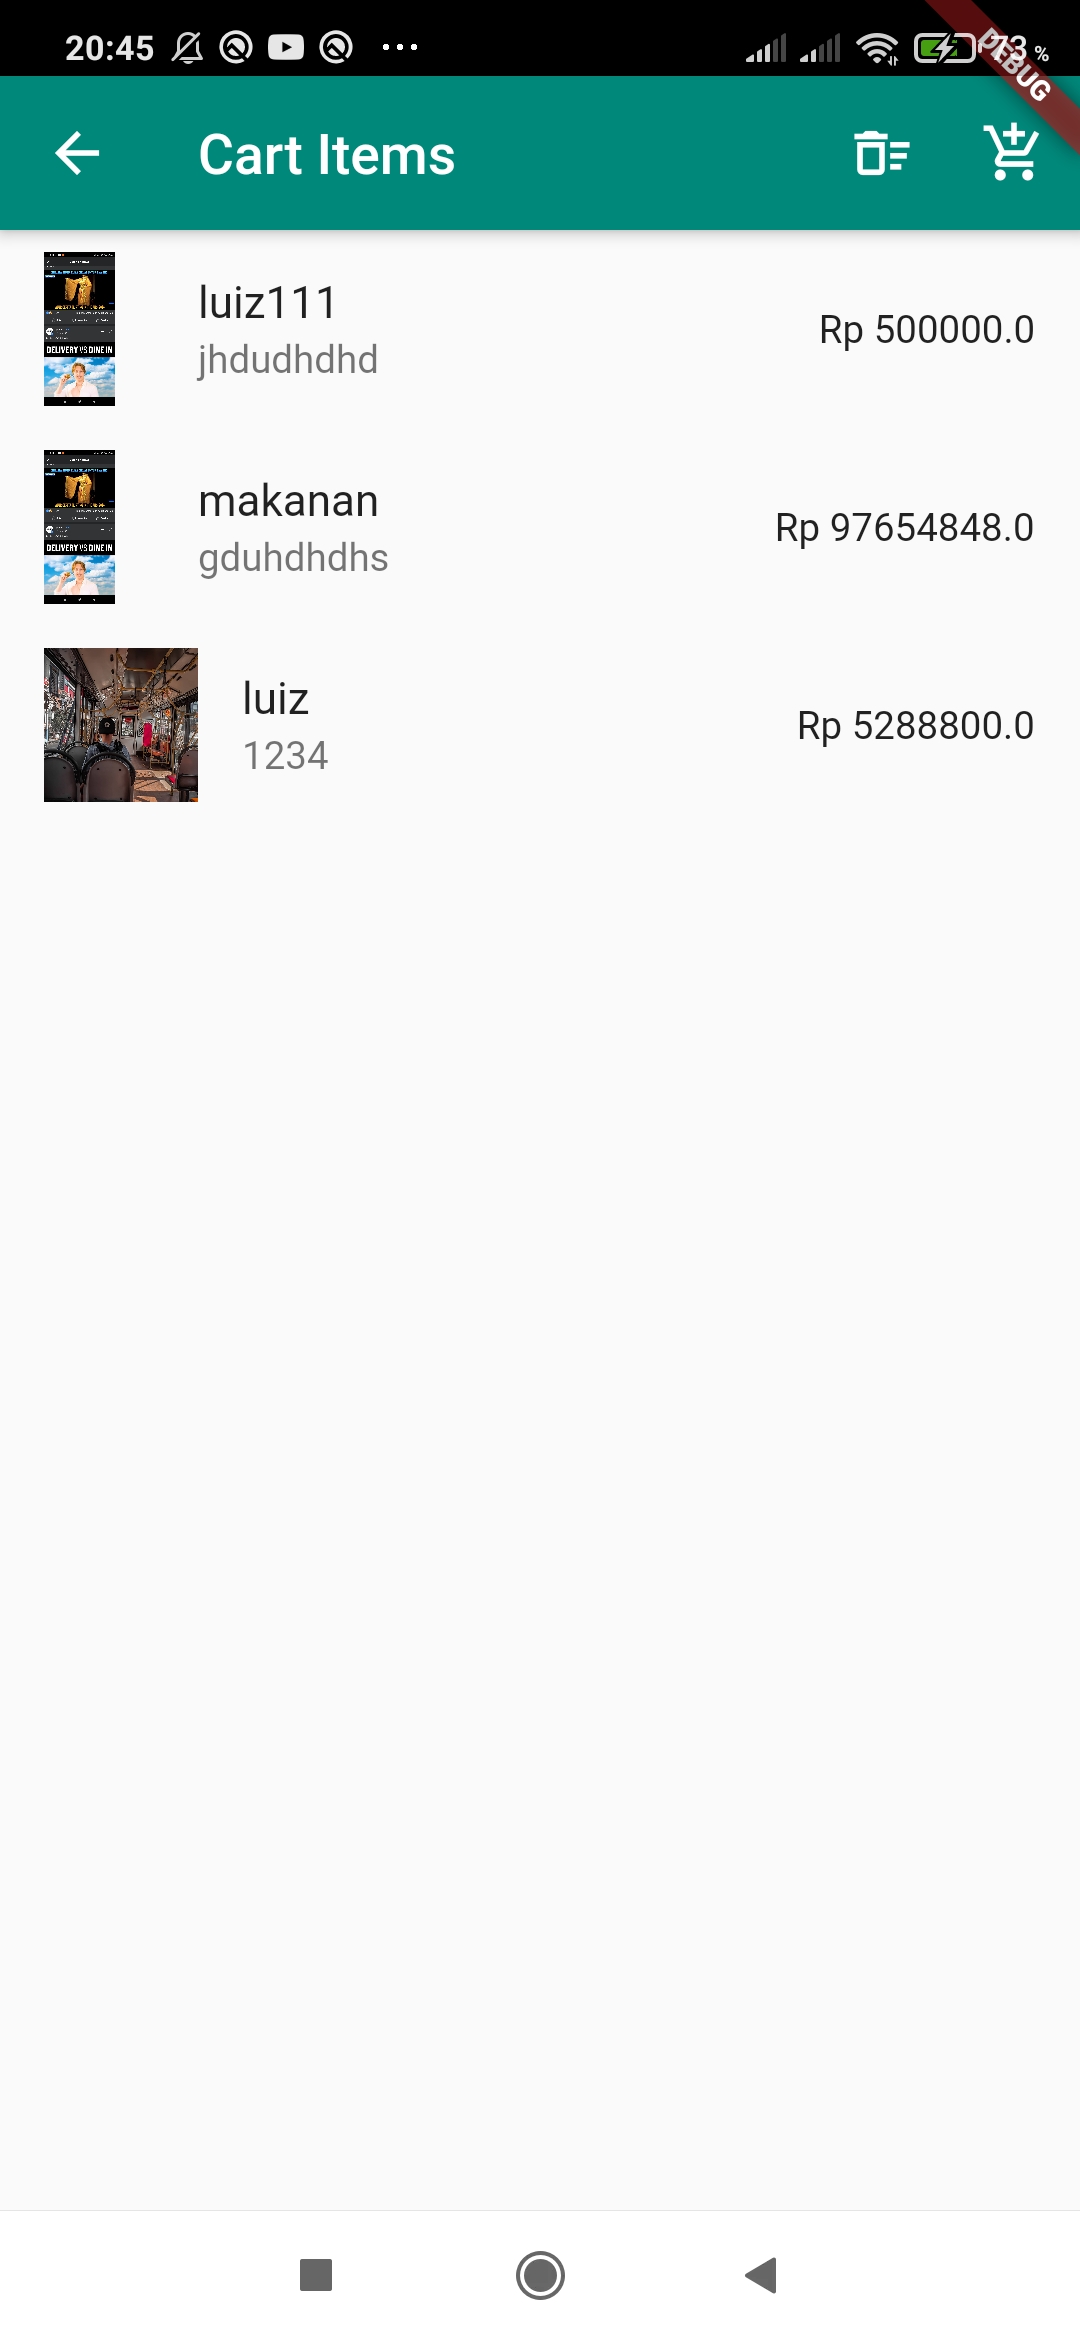 20:45
73 %
DEBUG
Cart Items
luiz111
jhdudhdhd
Rp 500000.0
DELIVERY VS DINE IN
makanan
gduhdhdhs
Rp 97654848.0
DELIVERY VS DINE IN
luiz
1234
Rp 5288800.0